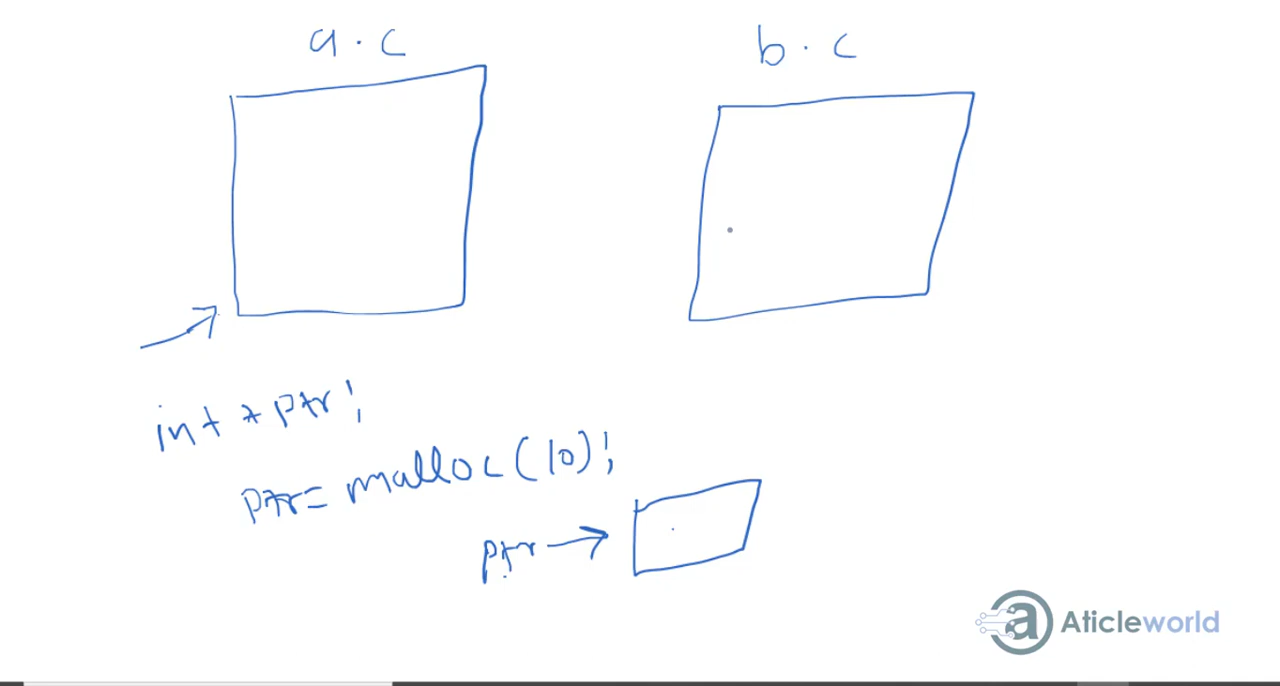 a.c
b.c
int *ptr;
ptr= malloc(10);
ptr
a Aticleworld